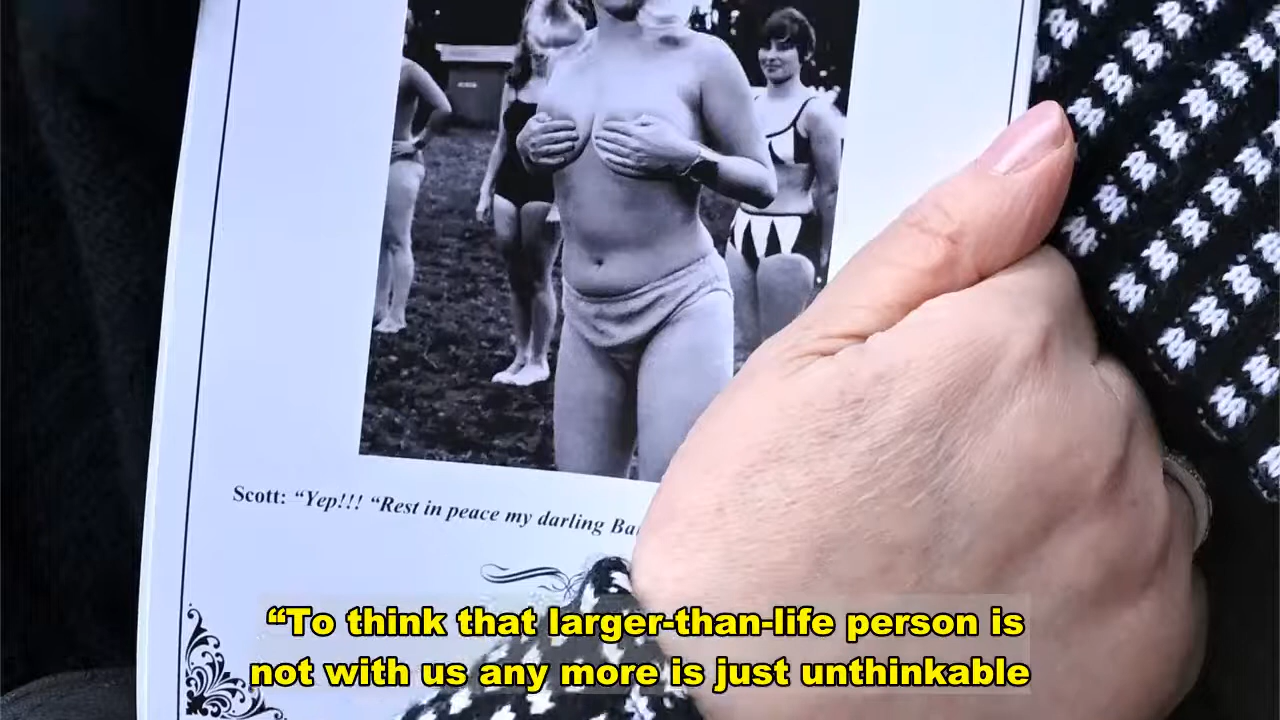 Scott: “Yep!!! “Rest in peace my darling
“To think that larger-than-life person is
not with us any more is just unthinkable